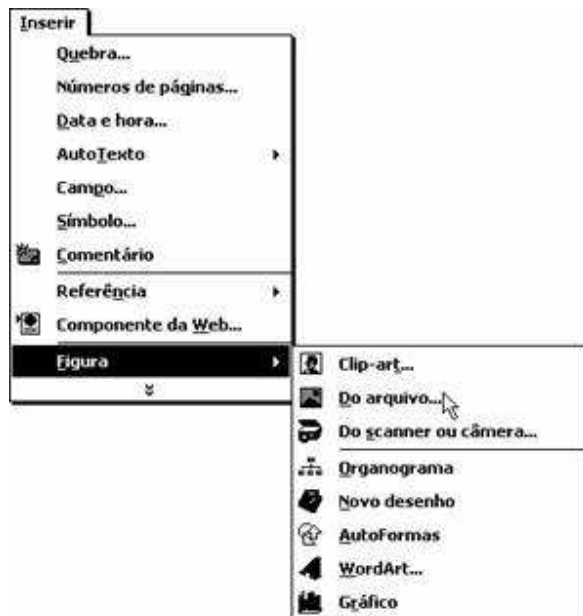 Inserir
Quebra...
Números de páginas...
Data e hora...
AutoTexto
Campo...
Símbolo...
Comentário
Referência
Componente da Web...
Figura
Clip-art...
Do arquivo...
Do scanner ou câmera...
Organograma
Novo desenho
AutoFormas
WordArt...
Gráfico